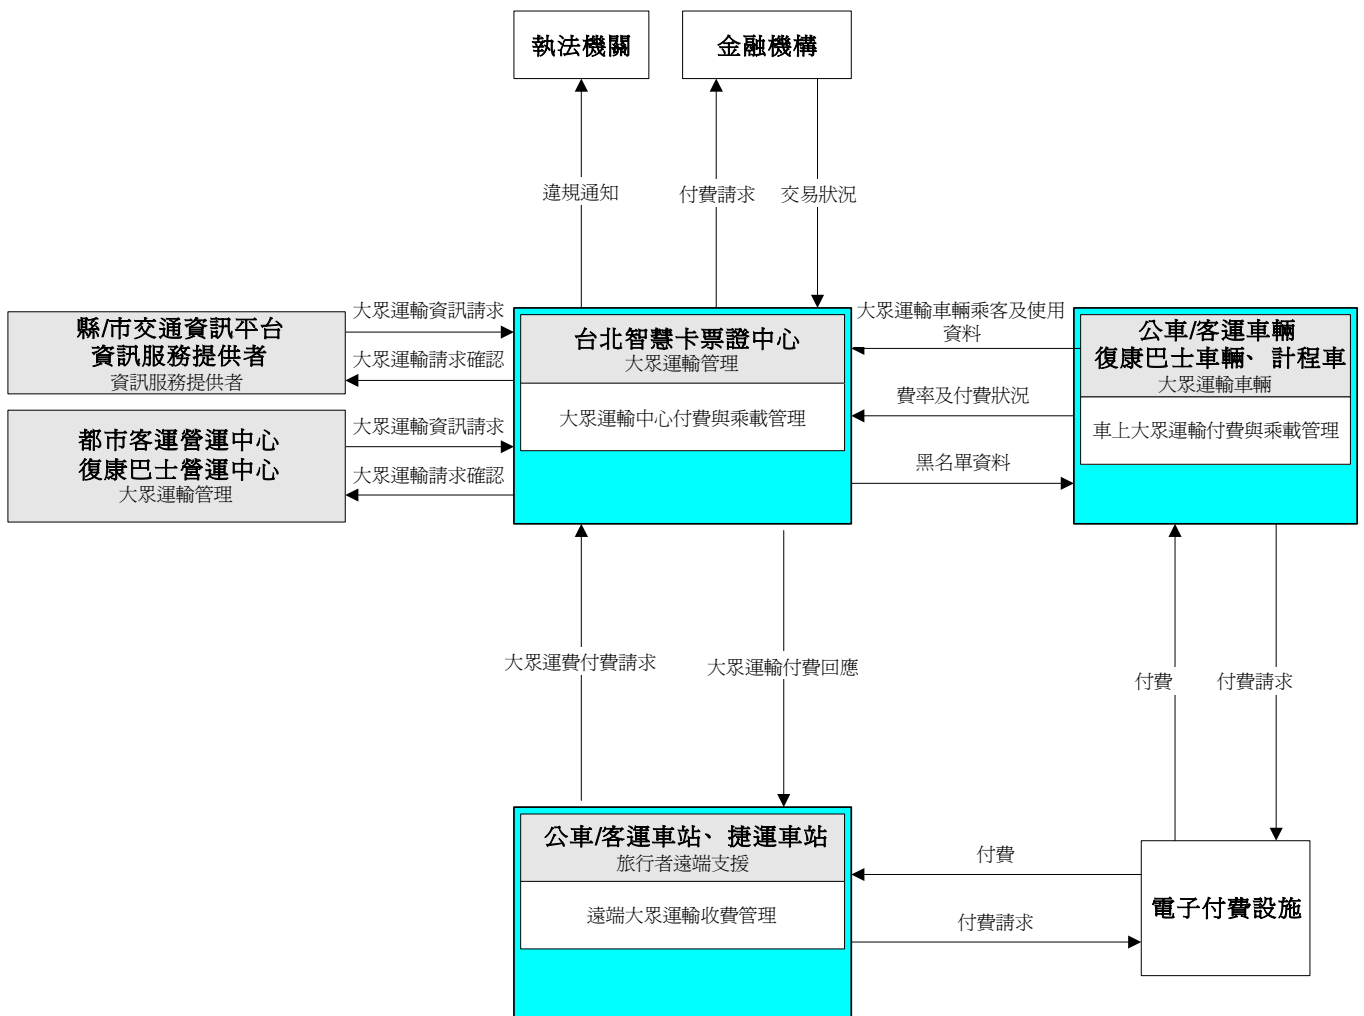 執法機關
金融機構
違規通知
付費請求
交易狀況
大眾運輸資訊請求
大眾運輸請求確認
縣/市交通資訊平台
資訊服務提供者
資訊服務提供者
大眾運輸資訊請求
大眾運輸請求確認
都市客運營運中心
復康巴士營運中心
大眾運輸管理
台北智慧卡票證中心
大眾運輸管理
大眾運輸中心付費與乘載管理
大眾運輸車輛乘客及使用
資料
費率及付費狀況
黑名單資料
公車/客運車輛
復康巴士車輛、計程車
大眾運輸車輛
車上大眾運輸付費與乘載管理
大眾運費付費請求
大眾運輸付費回應
付費
付費請求
公車/客運車站、捷運車站
旅行者遠端支援
遠端大眾運輸收費管理
付費
付費請求
電子付費設施